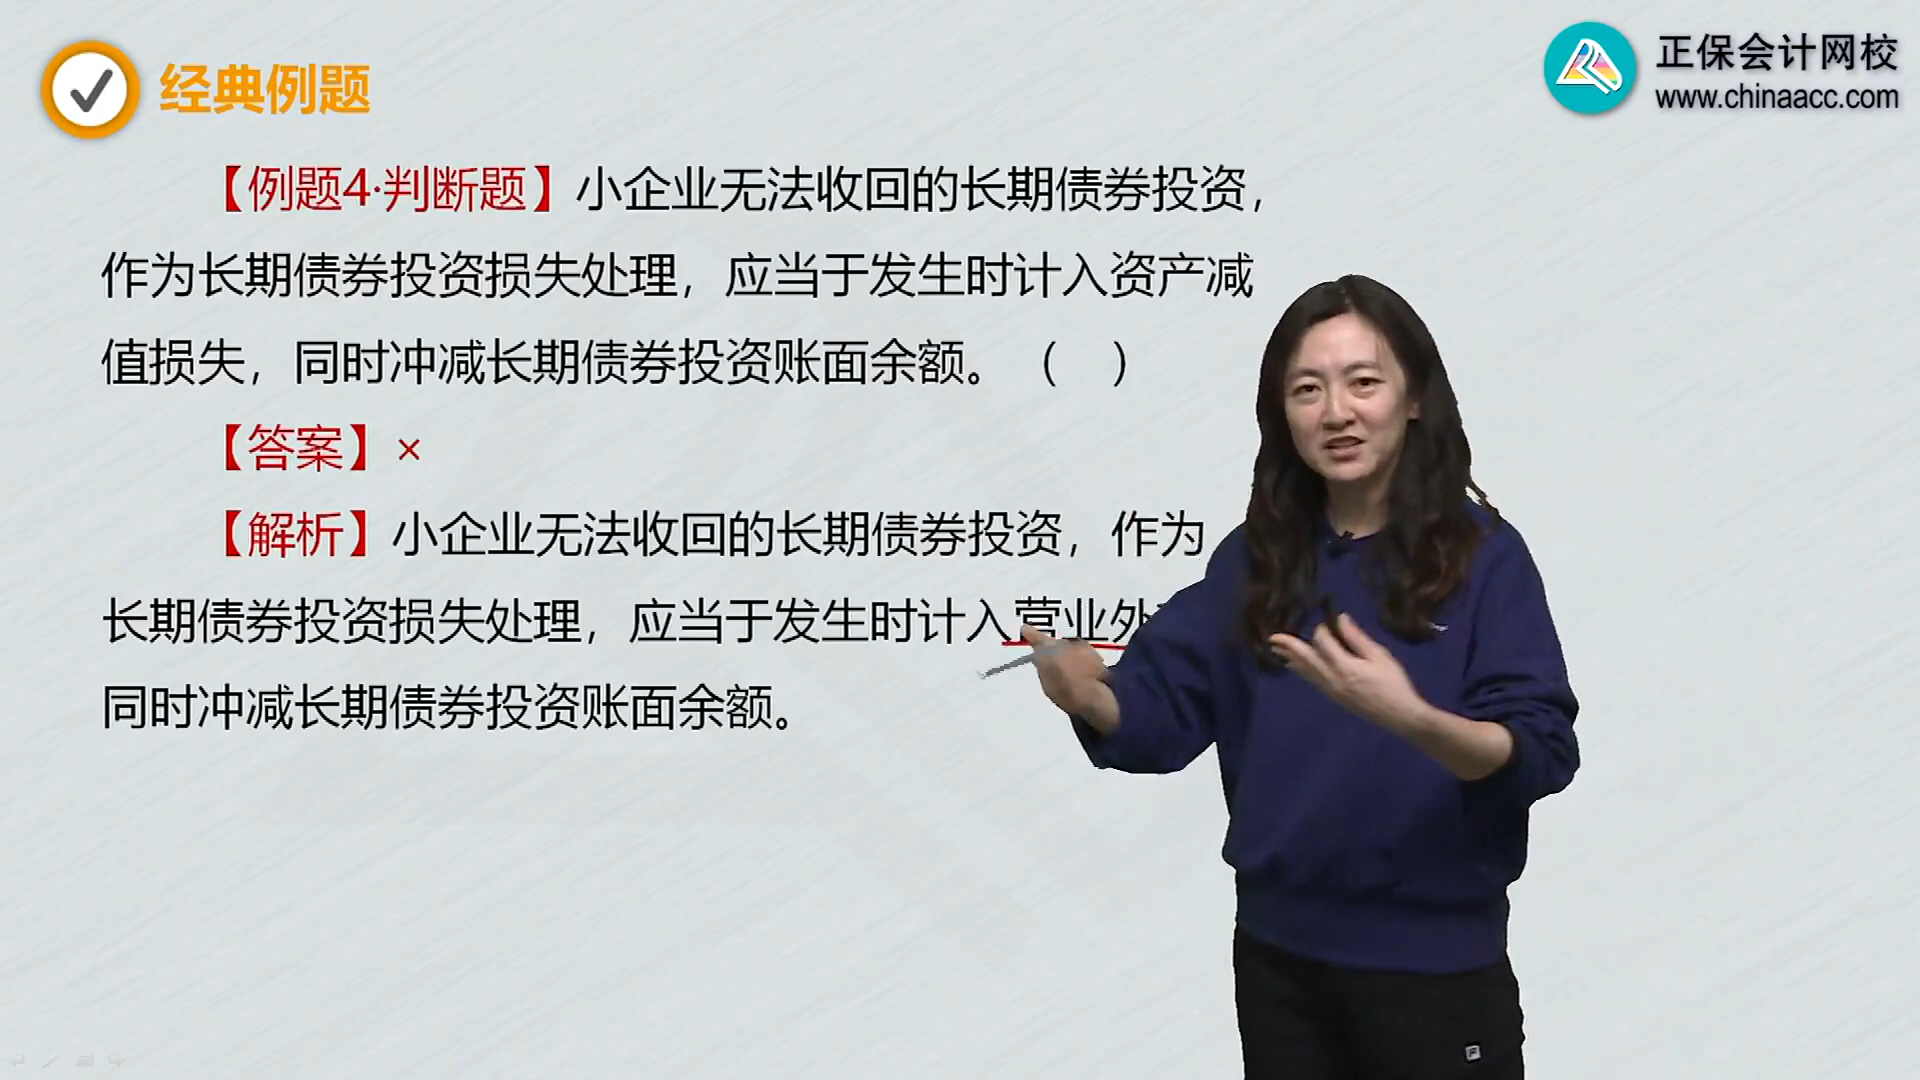 经典例题
正保会计网校
www.chinaacc.com
【例题4·判断题】小企业无法收回的长期债券投资，
作为长期债券投资损失处理，应当于发生时计入资产减
值损失，同时冲减长期债券投资账面余额。（ ）
【答案】×
【解析】小企业无法收回的长期债券投资，作为
长期债券投资损失处理，应当于发生时计入营业外
同时冲减长期债券投资账面余额。